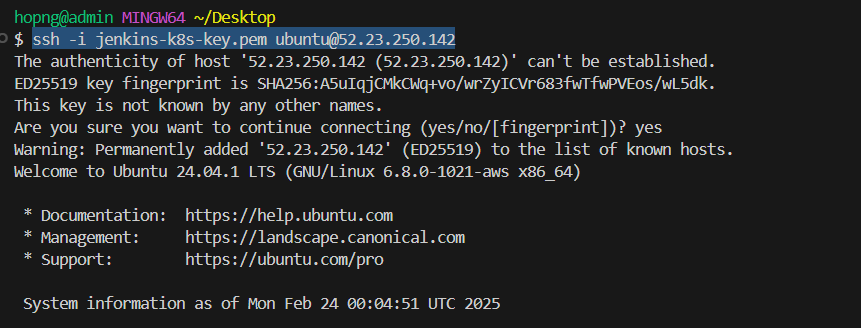 hopng@admin MINGW64 ~/Desktop
$ ssh -i jenkins-k8s-key.pem ubuntu@52.23.250.142
The authenticity of host '52.23.250.142 (52.23.250.142)' can't be established.
ED25519 key fingerprint is SHA256:A5uIqjCMkCWq+vo/wrZyICVr683fwTfwPVEos/wL5dk.
This key is not known by any other names.
Are you sure you want to continue connecting (yes/no/[fingerprint])? yes
Warning: Permanently added '52.23.250.142' (ED25519) to the list of known hosts.
Welcome to Ubuntu 24.04.1 LTS (GNU/Linux 6.8.0-1021-aws x86_64)
* Documentation:  https://help.ubuntu.com
* Management:     https://landscape.canonical.com
* Support:        https://ubuntu.com/pro
System information as of Mon Feb 24 00:04:51 UTC 2025